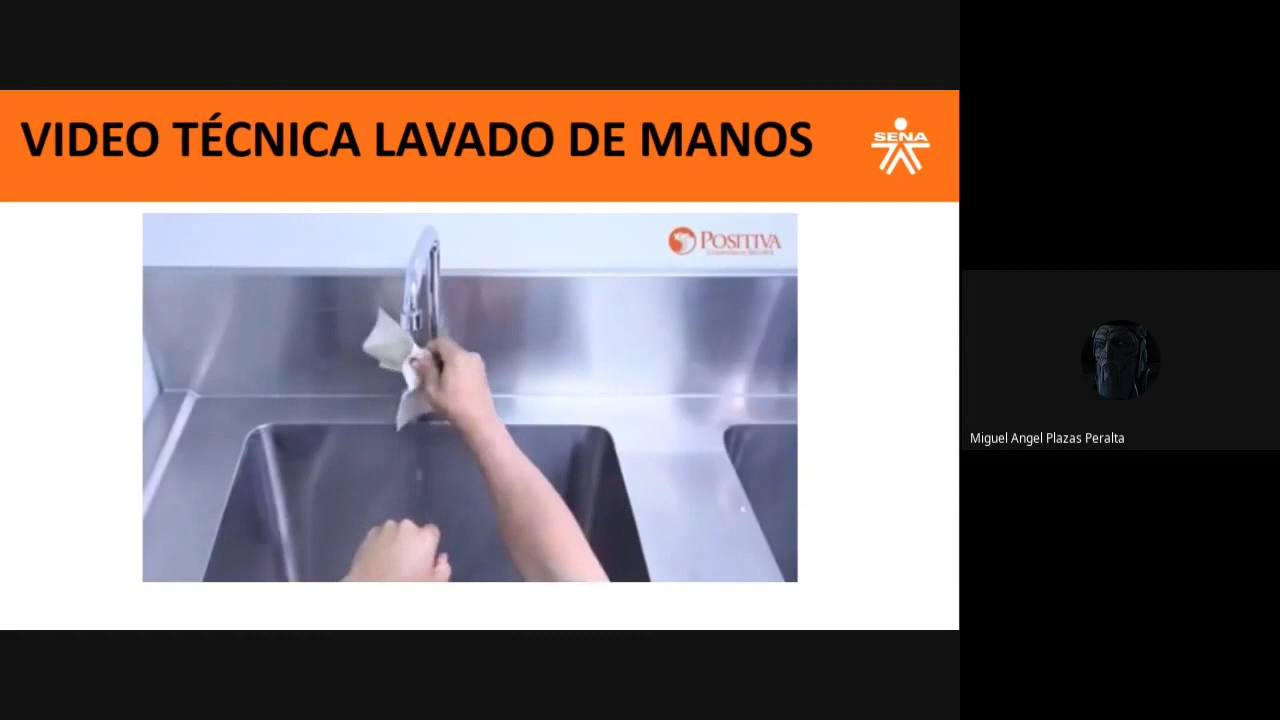 VIDEO TÉCNICA LAVADO DE MANOS
SENA
POSITIVA
Miguel Angel Plazas Peralta